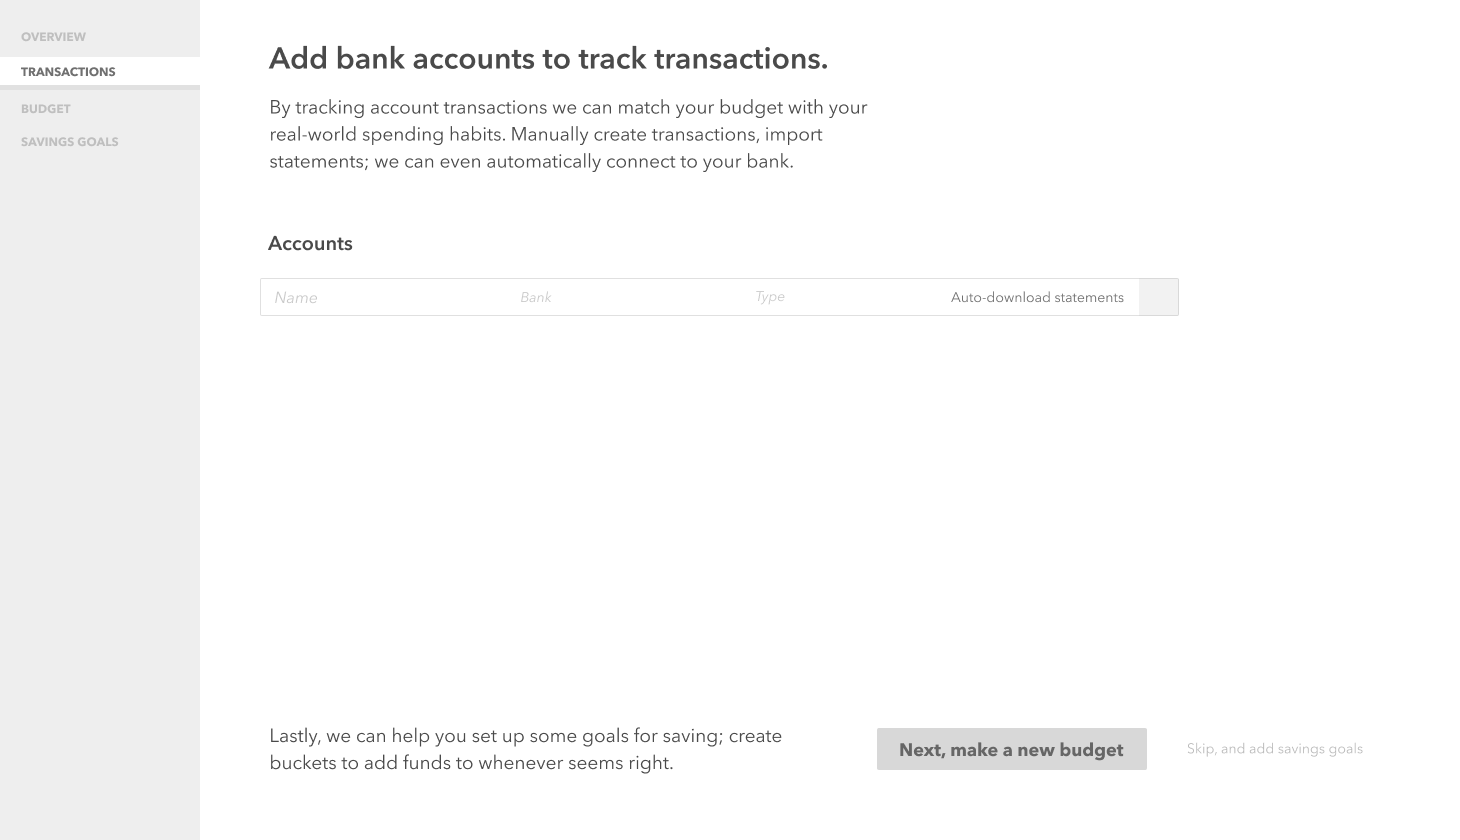 OVERVIEW
TRANSACTIONS
BUDGET
SAVINGS GOALS
Add bank accounts to track transactions.
By tracking account transactions we can match your budget with your
real-world spending habits. Manually create transactions, import
statements; we can even automatically connect to your bank.
Accounts
Name Bank Type Auto-download statements
Lastly, we can help you set up some goals for saving; create
buckets to add funds to whenever seems right.
Next, make a new budget
Skip, and add savings goals